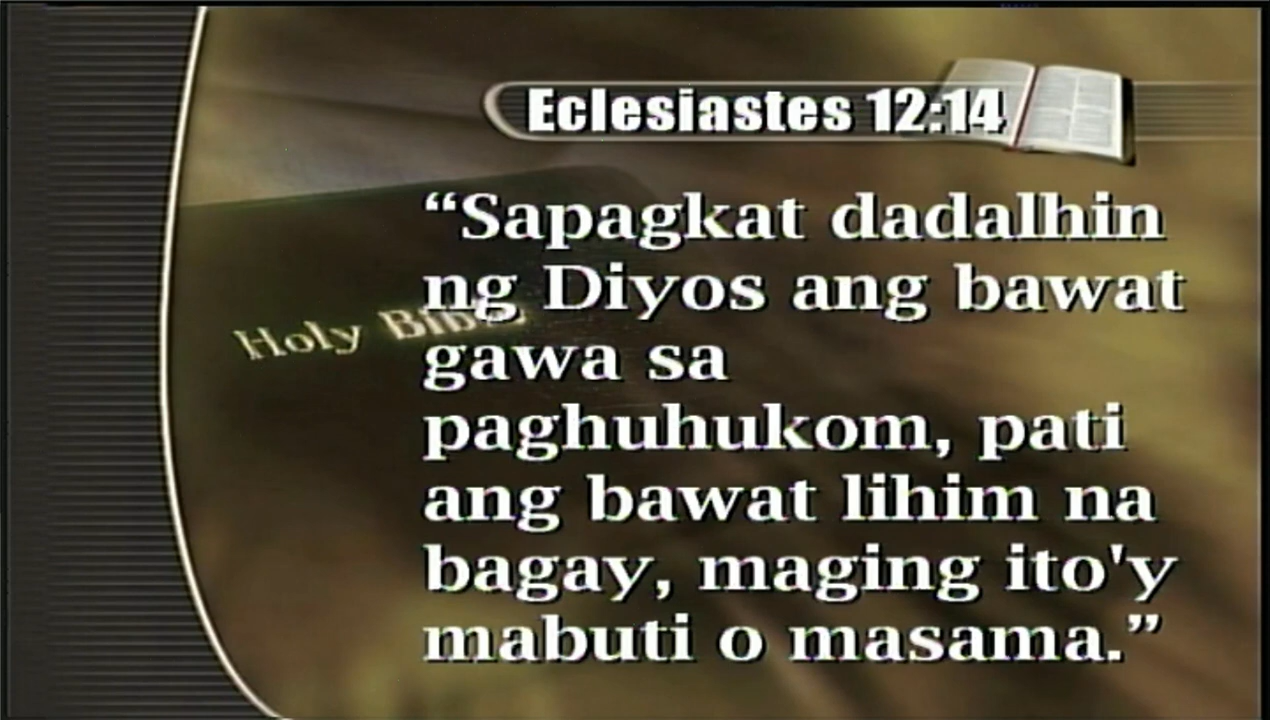 Eclesiastes 12:14
“Sapagkat dadalhin
ng Diyos ang bawat
gawa sa
paghuhukom, pati
ang bawat lihim na
bagay, maging ito'y
mabuti o masama.”
Holy Bible